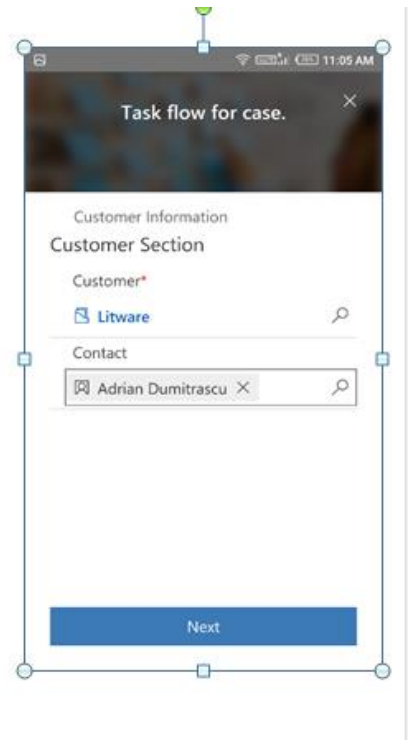 11:05 AM
Task flow for case.
Customer Information
Customer Section
Customer*
Litware
Contact
Adrian Dumitrascu
Next